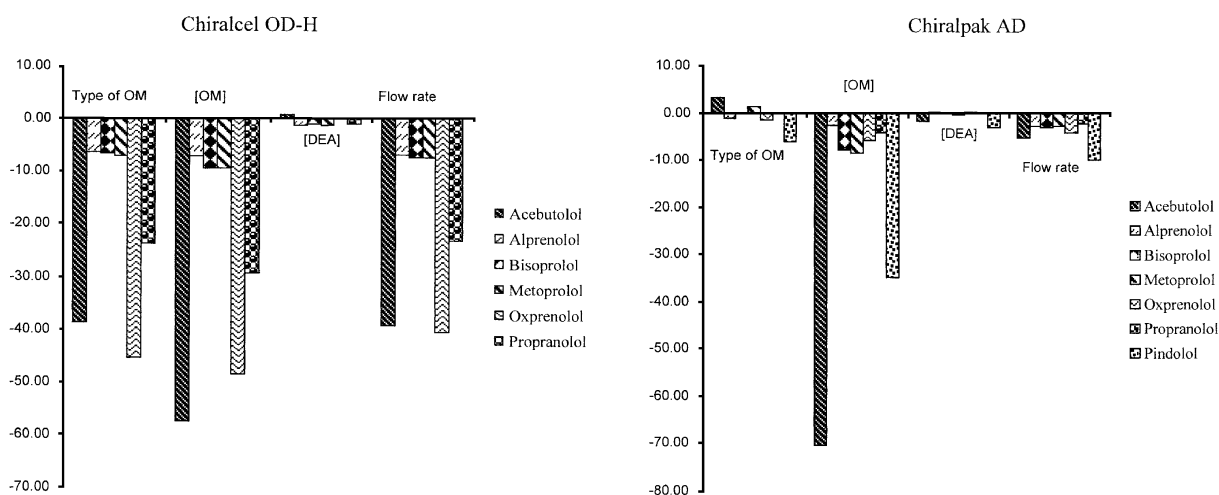 Chiralcel OD-H
10.00
0.00
-10.00
-20.00
-30.00
-40.00
-50.00
-60.00
-70.00
Type of OM
[OM]
[DEA]
Flow rate
Acebutolol
Alprenolol
Bisoprolol
Metoprolol
Oxprenolol
Propranolol
Chiralpak AD
10.00
0.00
-10.00
-20.00
-30.00
-40.00
-50.00
-60.00
-70.00
-80.00
Type of OM
[OM]
[DEA]
Flow rate
Acebutolol
Alprenolol
Bisoprolol
Metoprolol
Oxprenolol
Propranolol
Pindolol